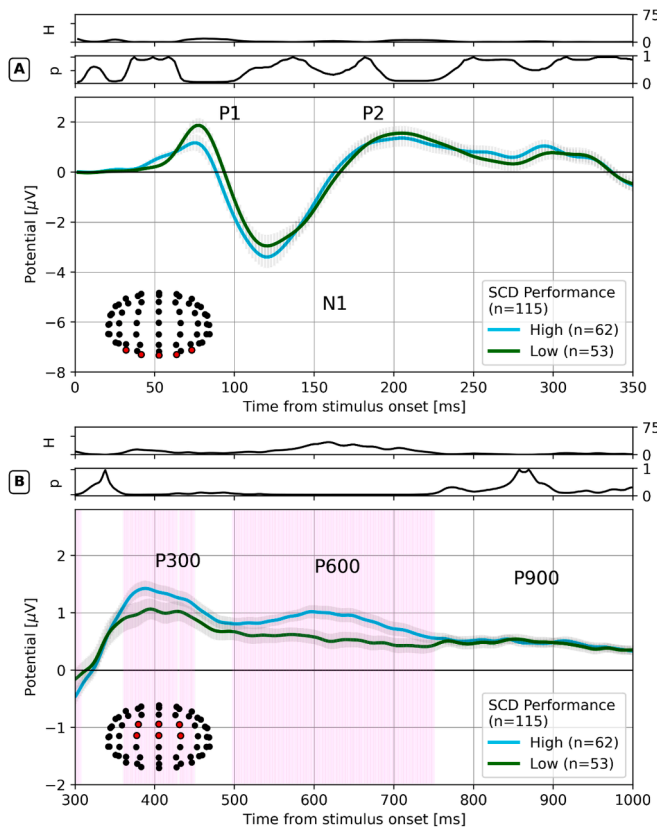 H
75
0
A
p
1
0
P1
P2
N1
Potential [μV]
2
0
−2
−4
−6
−8
SCD Performance
(n=115)
High (n=62)
Low (n=53)
0
50
100
150
200
250
300
350
Time from stimulus onset [ms]
H
75
0
B
p
1
0
P300
P600
P900
Potential [μV]
2
1
0
−1
−2
SCD Performance
(n=115)
High (n=62)
Low (n=53)
300
400
500
600
700
800
900
1000
Time from stimulus onset [ms]